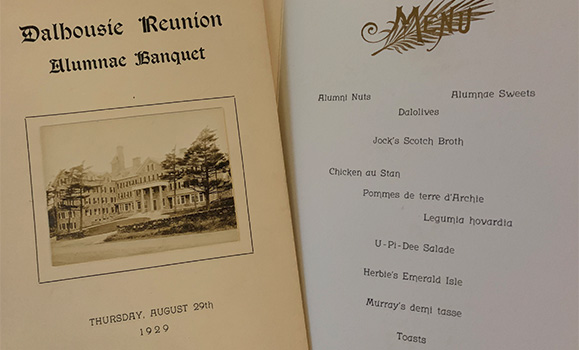 Dalhousie Reunion
Alumnae Banquet
THURSDAY, AUGUST 29th
1929
MENU
Alumni Nuts
Alumnae Sweets
Dalolives
Jock's Scotch Broth
Chicken au Stan
Pommes de terre d'Archie
Legumia hovardia
U-Pi-Dee Salade
Herbie's Emerald Isle
Murray's demi tasse
Toasts